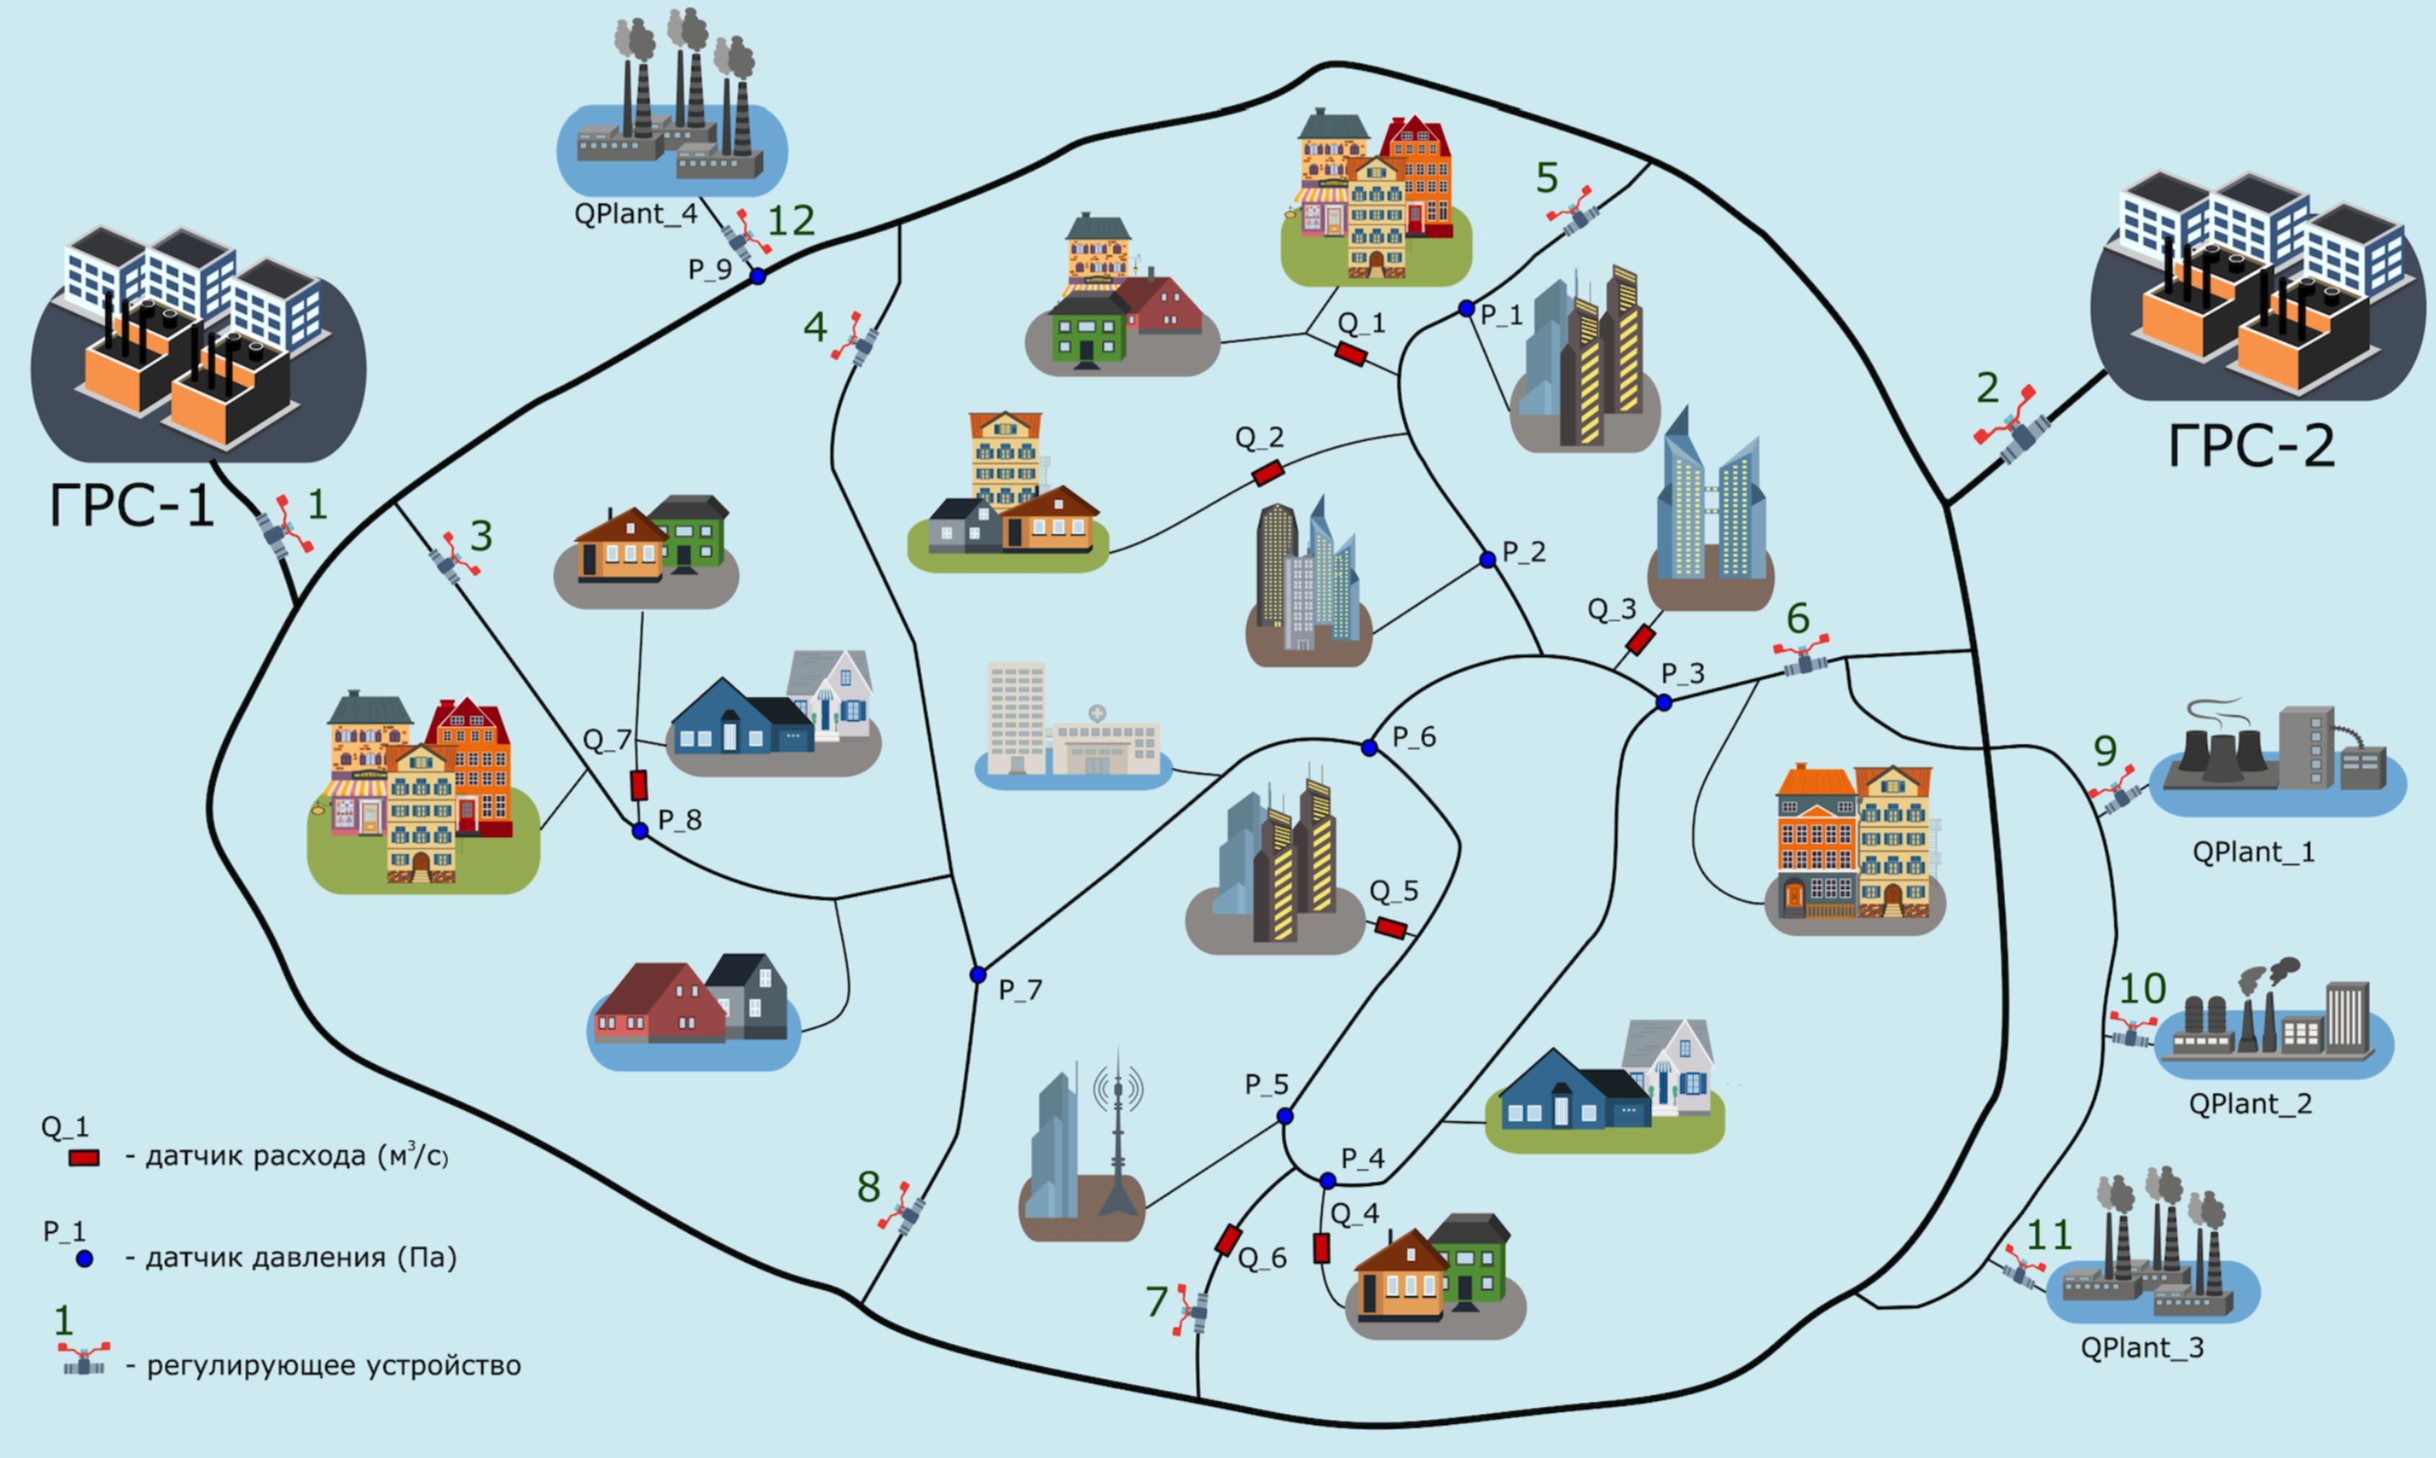 QPlant_4
12
P_9
5
Q_1
P_1
4
2
ГРС-2
Q_2
ГРС-1
1
3
P_2
Q_3
6
P_3
Q_7
P_6
9
P_8
QPlant_1
Q_5
P_7
10
P_5
QPlant_2
Q_1
- датчик расхода (м³/с)
P_4
8
Q_4
Q_6
11
P_1
- датчик давления (Па)
7
1
- регулирующее устройство
QPlant_3